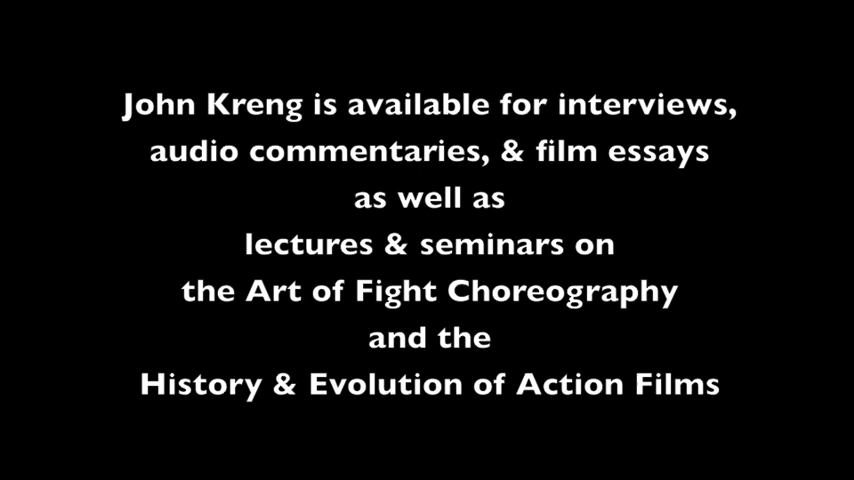 John Kreng is available for interviews,
audio commentaries, & film essays
as well as
lectures & seminars on
the Art of Fight Choreography
and the
History & Evolution of Action Films